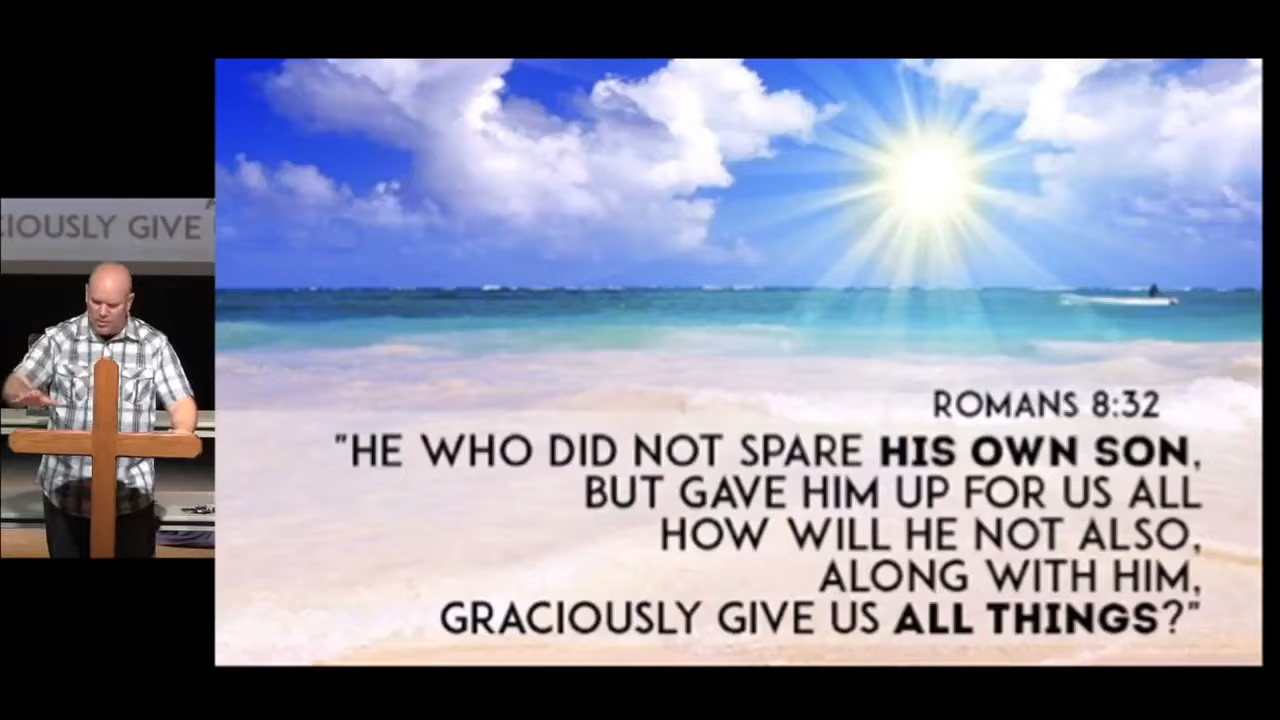 CIOUSLY GIVE
ROMANS 8:32
"HE WHO DID NOT SPARE HIS OWN SON,
BUT GAVE HIM UP FOR US ALL
HOW WILL HE NOT ALSO,
ALONG WITH HIM,
GRACIOUSLY GIVE US ALL THINGS?"